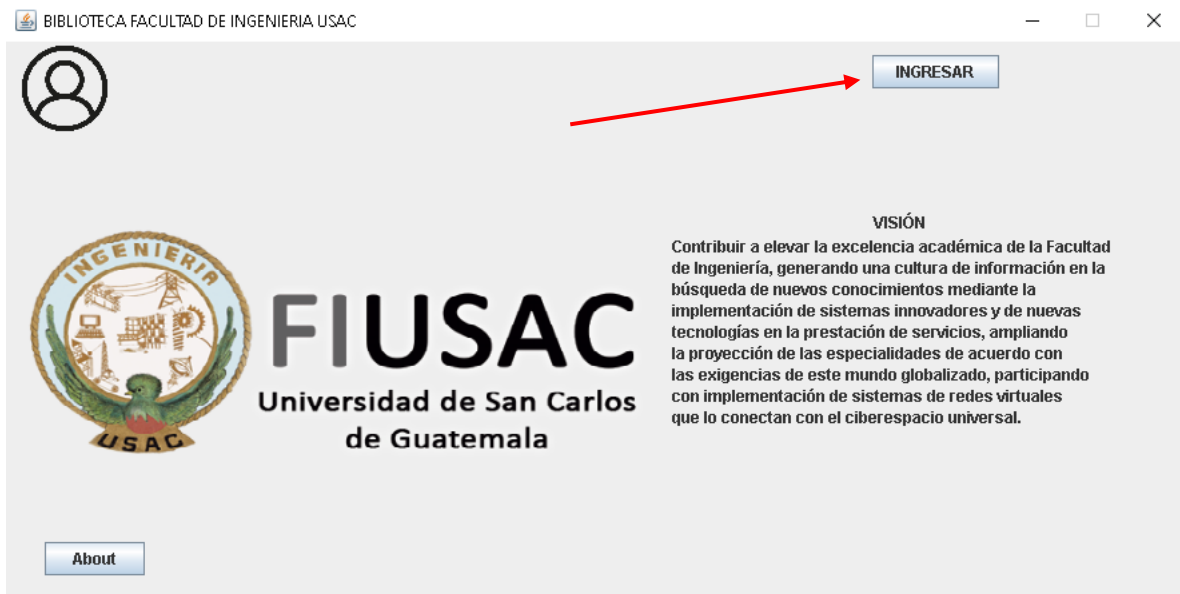 BIBLIOTECA FACULTAD DE INGENIERIA USAC
INGRESAR
VISIÓN
Contribuir a elevar la excelencia académica de la Facultad
de Ingeniería, generando una cultura de información en la
búsqueda de nuevos conocimientos mediante la
implementación de sistemas innovadores y de nuevas
tecnologías en la prestación de servicios, ampliando
la proyección de las especialidades de acuerdo con
las exigencias de este mundo globalizado, participando
con implementación de sistemas de redes virtuales
que lo conectan con el ciberespacio universal.
INGENIERIA
USAC
FIUSAC
Universidad de San Carlos
de Guatemala
About